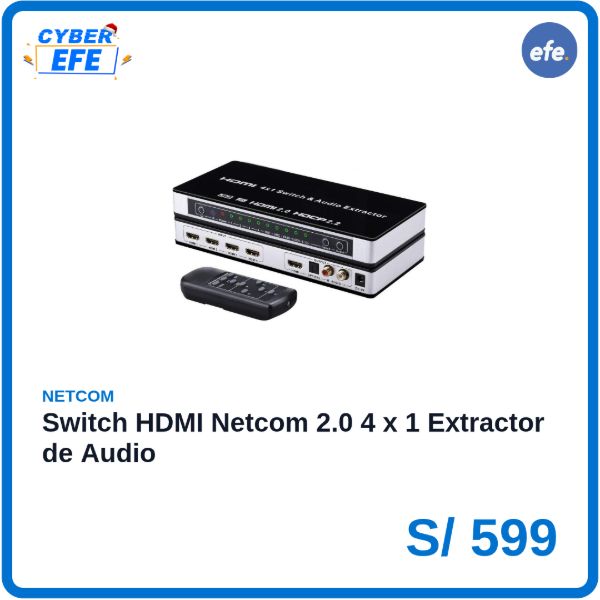 CYBER
EFE
efe.
HDMI 4x1 Switch & Audio Extractor
HDMI 2.0 HDCP 2.2
NETCOM
Switch HDMI Netcom 2.0 4 x 1 Extractor
de Audio
S/ 599